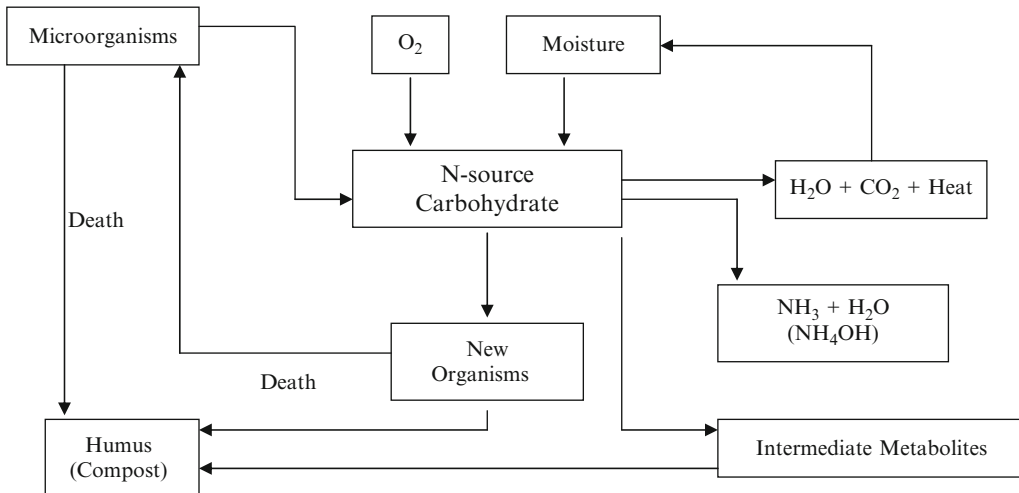 Microorganisms
O₂
Moisture
N-source
Carbohydrate
H₂O + CO₂ + Heat
Death
NH₃ + H₂O
(NH₄OH)
New
Organisms
Death
Humus
(Compost)
Intermediate Metabolites